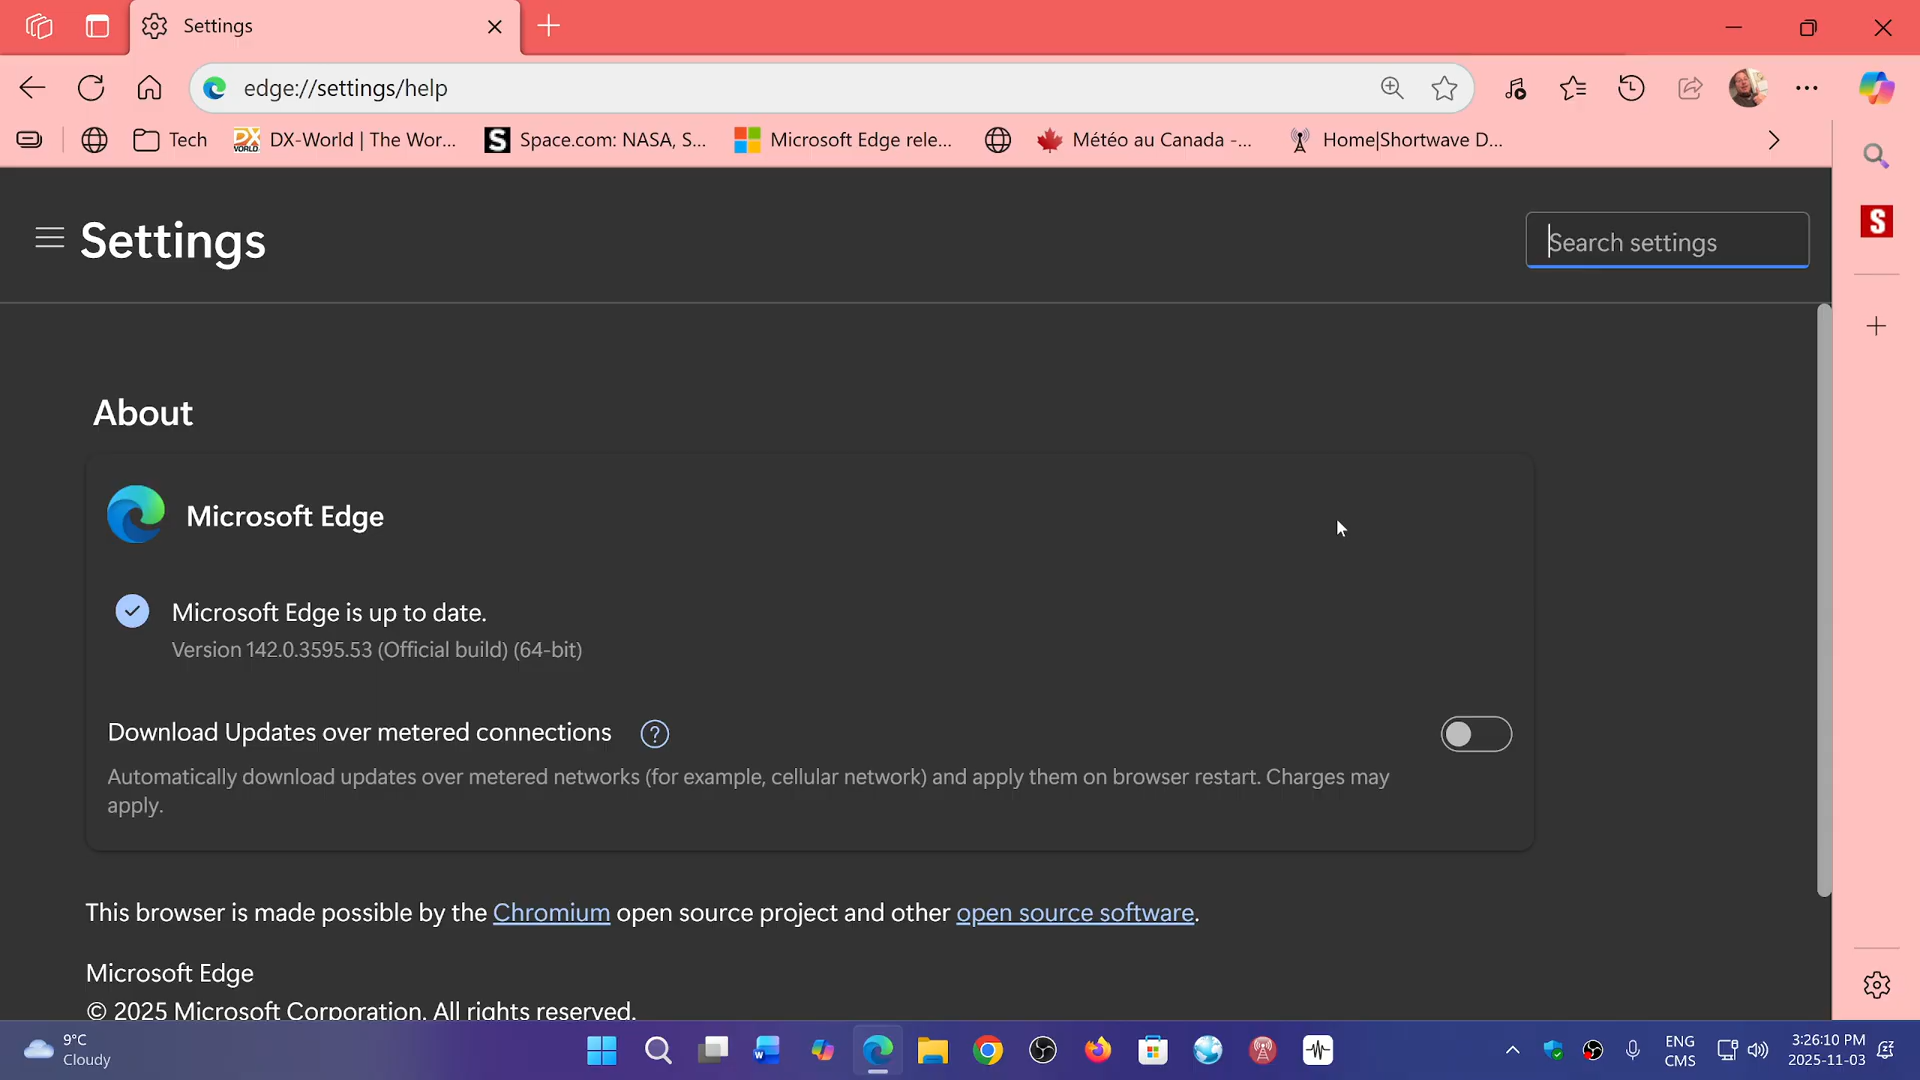 Settings
edge://settings/help
Tech
DX-World | The Wor...
Space.com: NASA, S...
Microsoft Edge rele...
Météo au Canada -...
Home|Shortwave D...
Settings
Search settings
About
Microsoft Edge
Microsoft Edge is up to date.
Version 142.0.3595.53 (Official build) (64-bit)
Download Updates over metered connections
Automatically download updates over metered networks (for example, cellular network) and apply them on browser restart. Charges may
apply.
This browser is made possible by the Chromium open source project and other open source software.
Microsoft Edge
© 2025 Microsoft Corporation. All rights reserved.
9°C
Cloudy
ENG
CMS
3:26:10 PM
2025-11-03